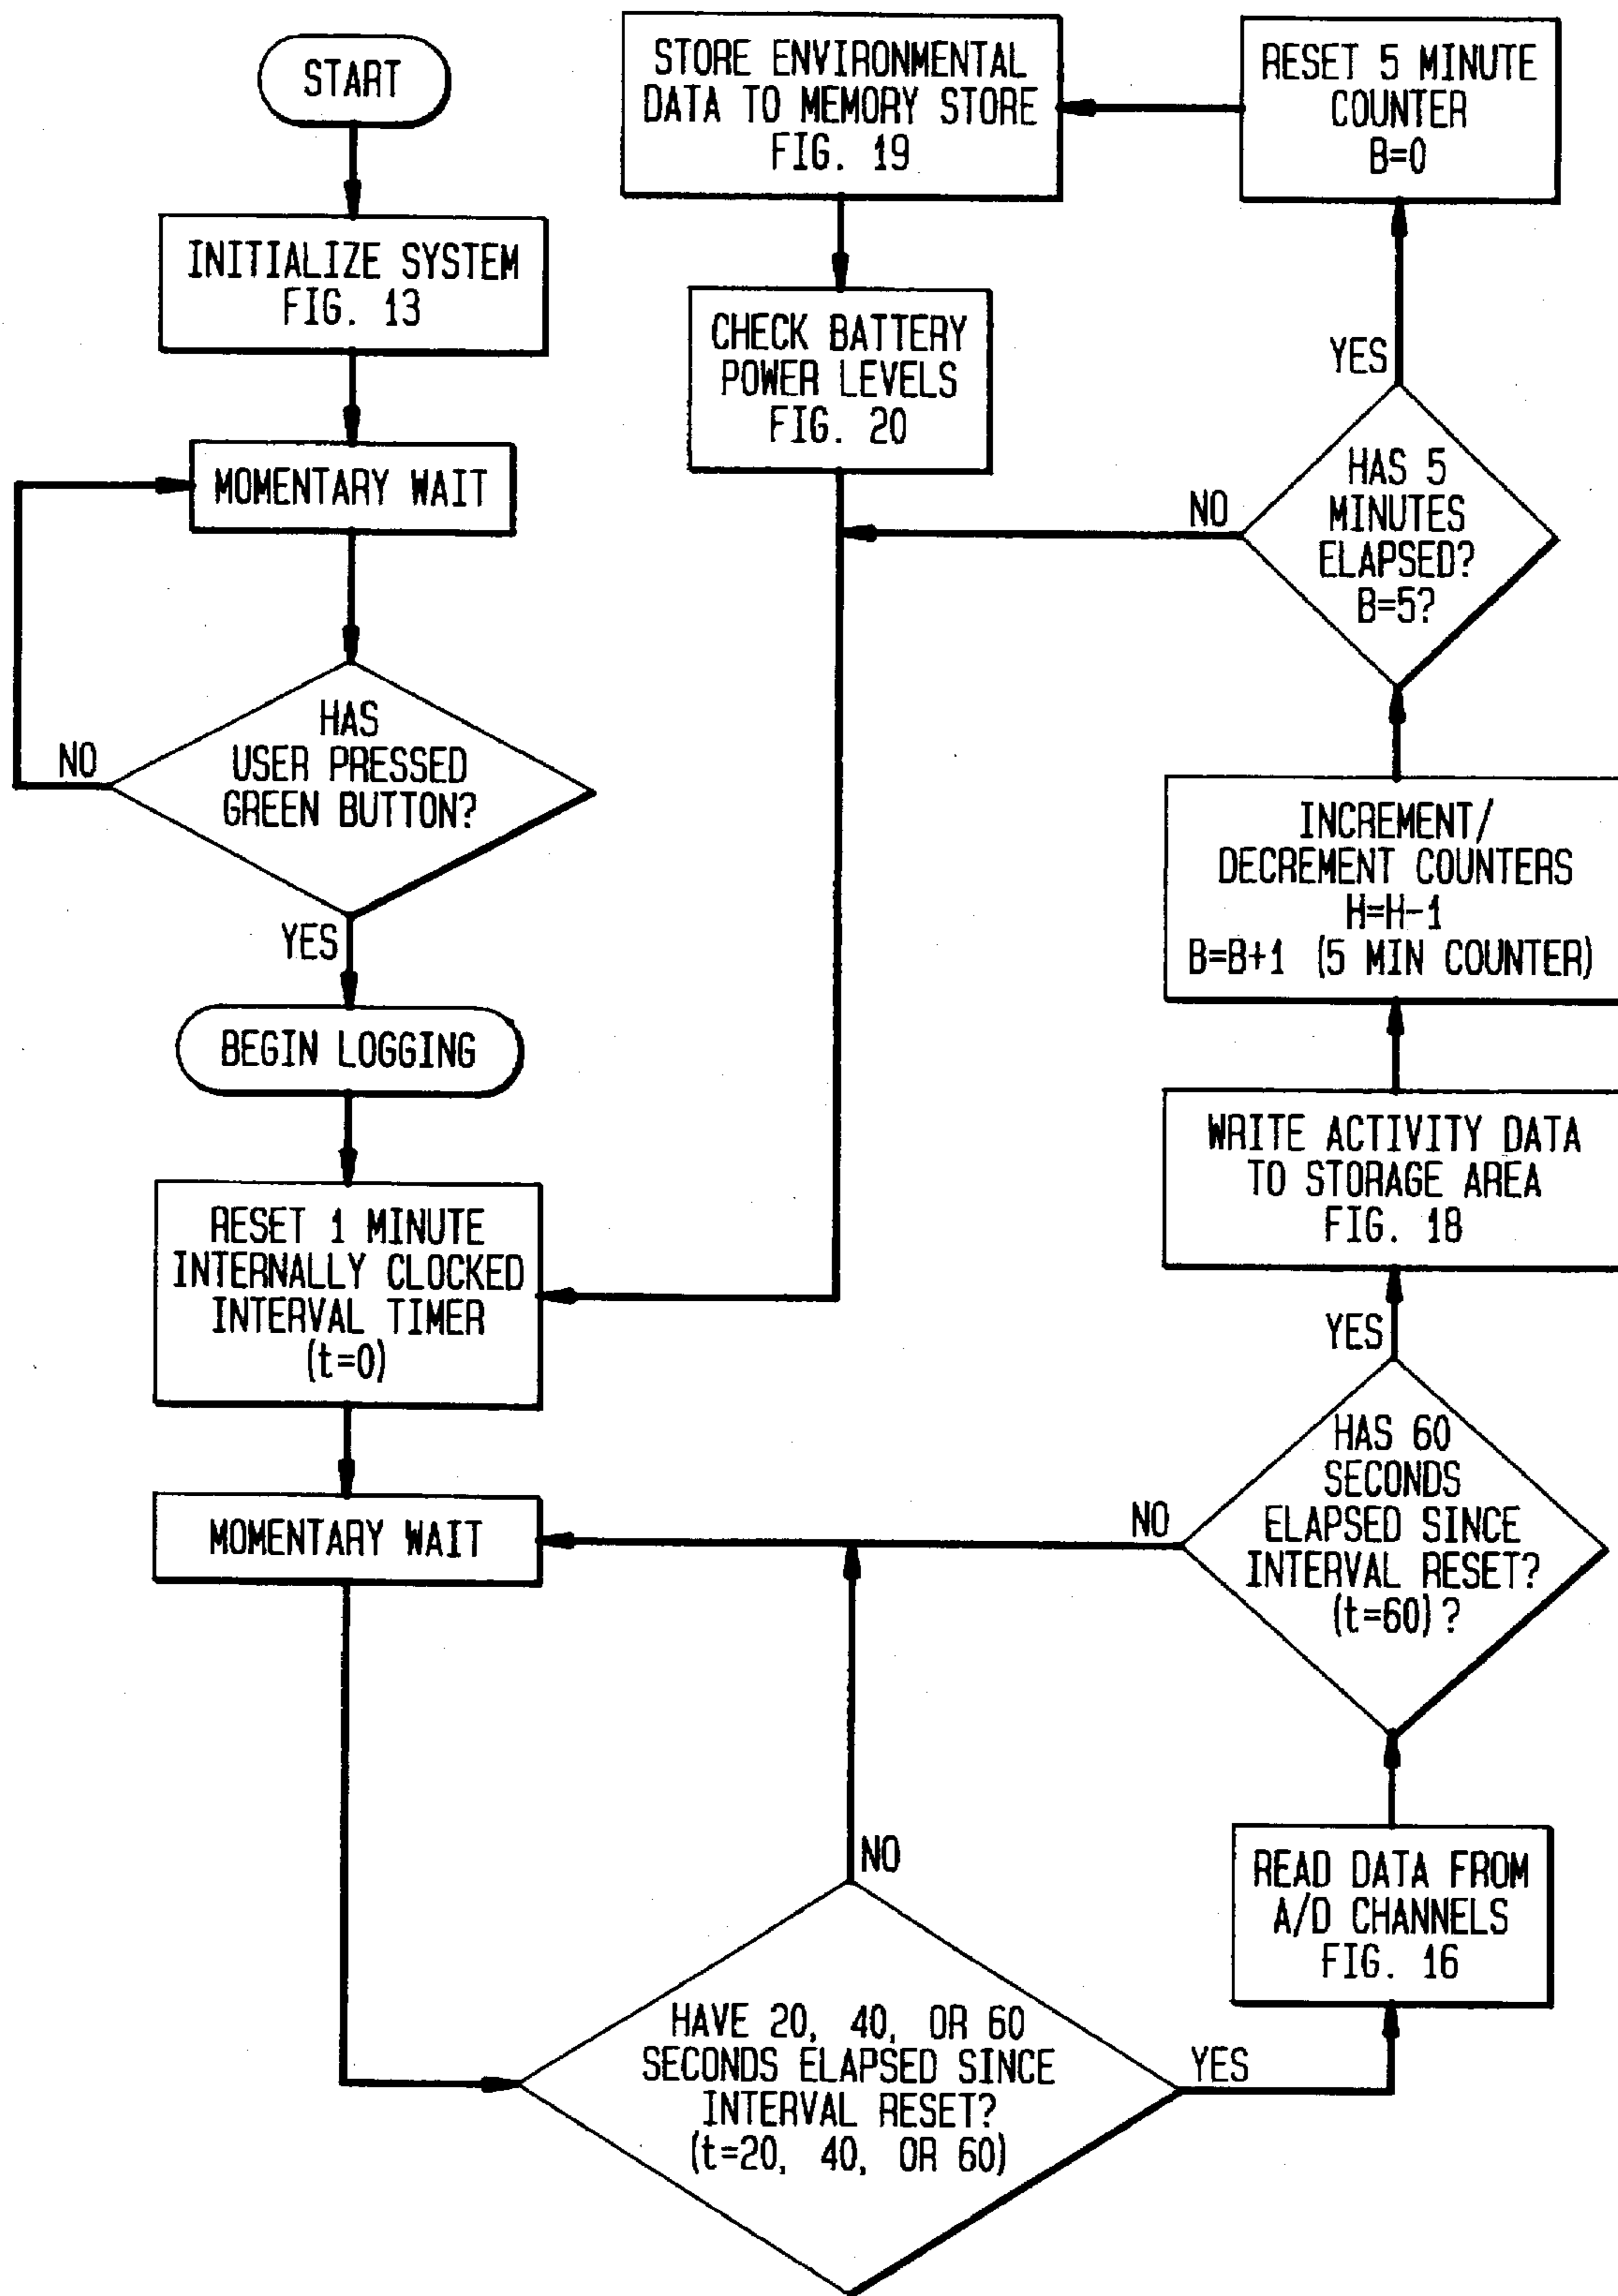 START
INITIALIZE SYSTEM
FIG. 13
MOMENTARY WAIT
HAS
USER PRESSED
GREEN BUTTON?
NO
YES
BEGIN LOGGING
RESET 1 MINUTE
INTERNALLY CLOCKED
INTERVAL TIMER
(t=0)
MOMENTARY WAIT
HAVE 20, 40, OR 60
SECONDS ELAPSED SINCE
INTERVAL RESET?
(t=20, 40, OR 60)
NO
YES
READ DATA FROM
A/D CHANNELS
FIG. 16
HAS 60
SECONDS
ELAPSED SINCE
INTERVAL RESET?
(t=60)?
NO
YES
WRITE ACTIVITY DATA
TO STORAGE AREA
FIG. 18
INCREMENT/
DECREMENT COUNTERS
H=H-1
B=B+1 (5 MIN COUNTER)
HAS 5
MINUTES
ELAPSED?
B=5?
NO
YES
RESET 5 MINUTE
COUNTER
B=0
STORE ENVIRONMENTAL
DATA TO MEMORY STORE
FIG. 19
CHECK BATTERY
POWER LEVELS
FIG. 20